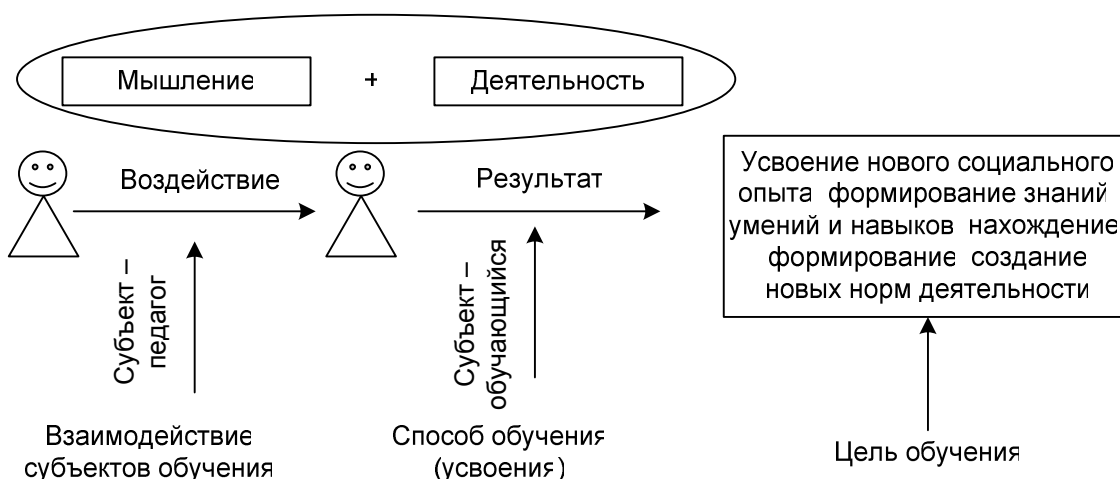 Мышление
+
Деятельность
Воздействие
Результат
Усвоение нового социального
опыта формирование знаний
умений и навыков нахождение
формирование создание
новых норм деятельности
Субъект –
педагог
Субъект –
обучающийся
Взаимодействие
субъектов обучения
Способ обучения
(усвоения)
Цель обучения